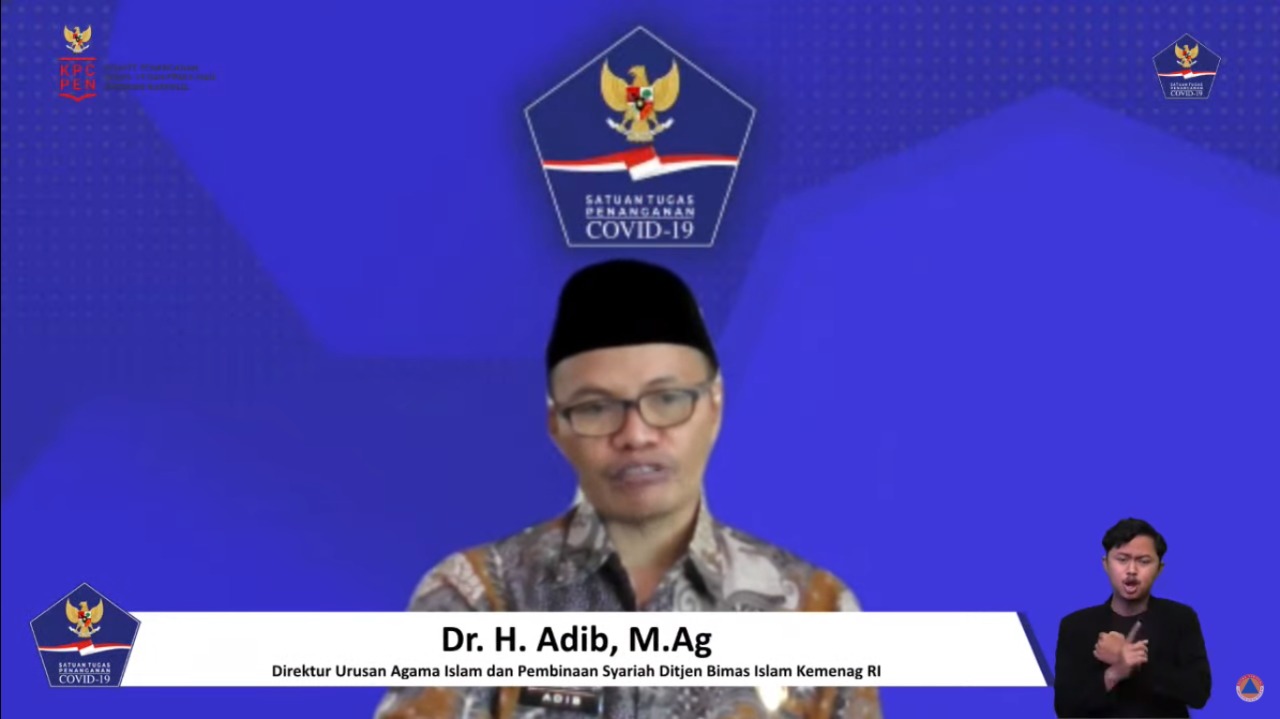 KPC
PEN
SATUAN TUGAS
PENANGANAN
COVID-19
SATUAN TUGAS
PENANGANAN
COVID-19
Dr. H. Adib, M.Ag
Direktur Urusan Agama Islam dan Pembinaan Syariah Ditjen Bimas Islam Kemenag RI
SATUAN TUGAS
PENANGANAN
COVID-19
ADIB